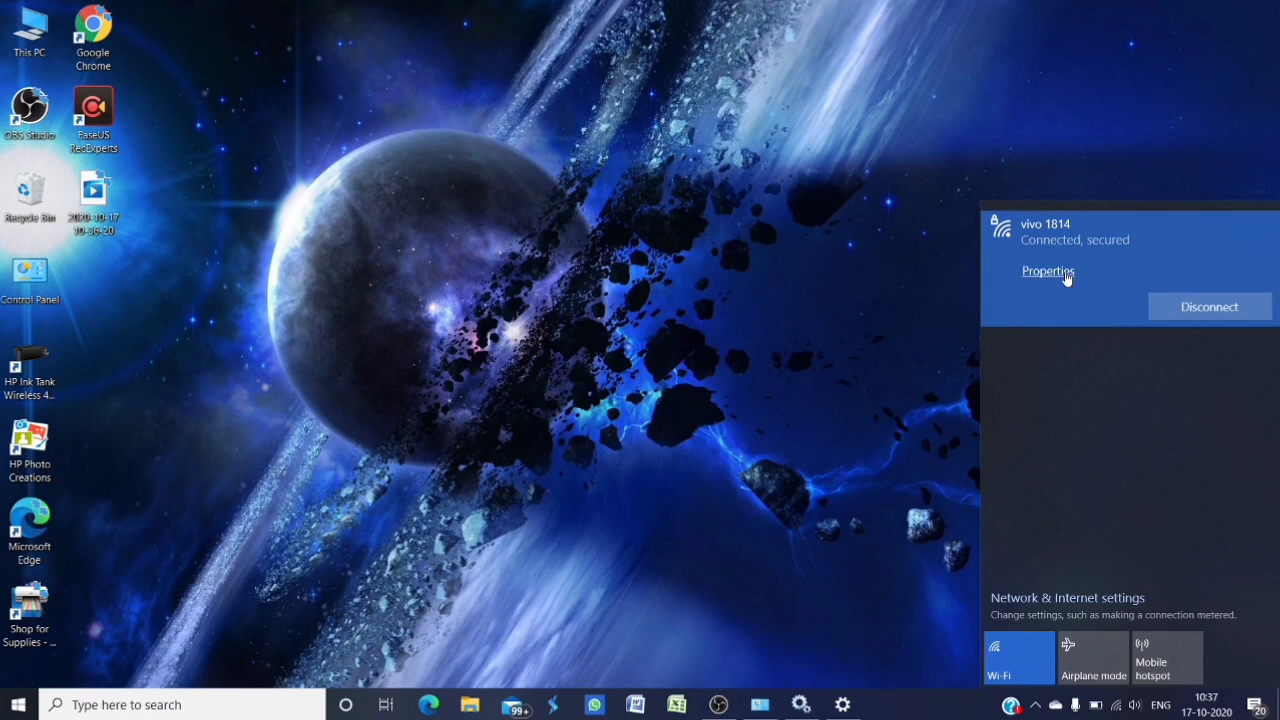 This PC
Google
Chrome
OBS Studio
EaseUS
RecExperts
Recycle Bin
2020-10-17
10-36-20
Control Panel
HP Ink Tank
Wireless 4...
HP Photo
Creations
Microsoft
Edge
Shop for
Supplies - ...
vivo 1814
Connected, secured
Properties
Disconnect
Network & Internet settings
Change settings, such as making a connection metered.
Wi-Fi
Airplane mode
Mobile
hotspot
Type here to search
99+
ENG
10:37
17-10-2020
20